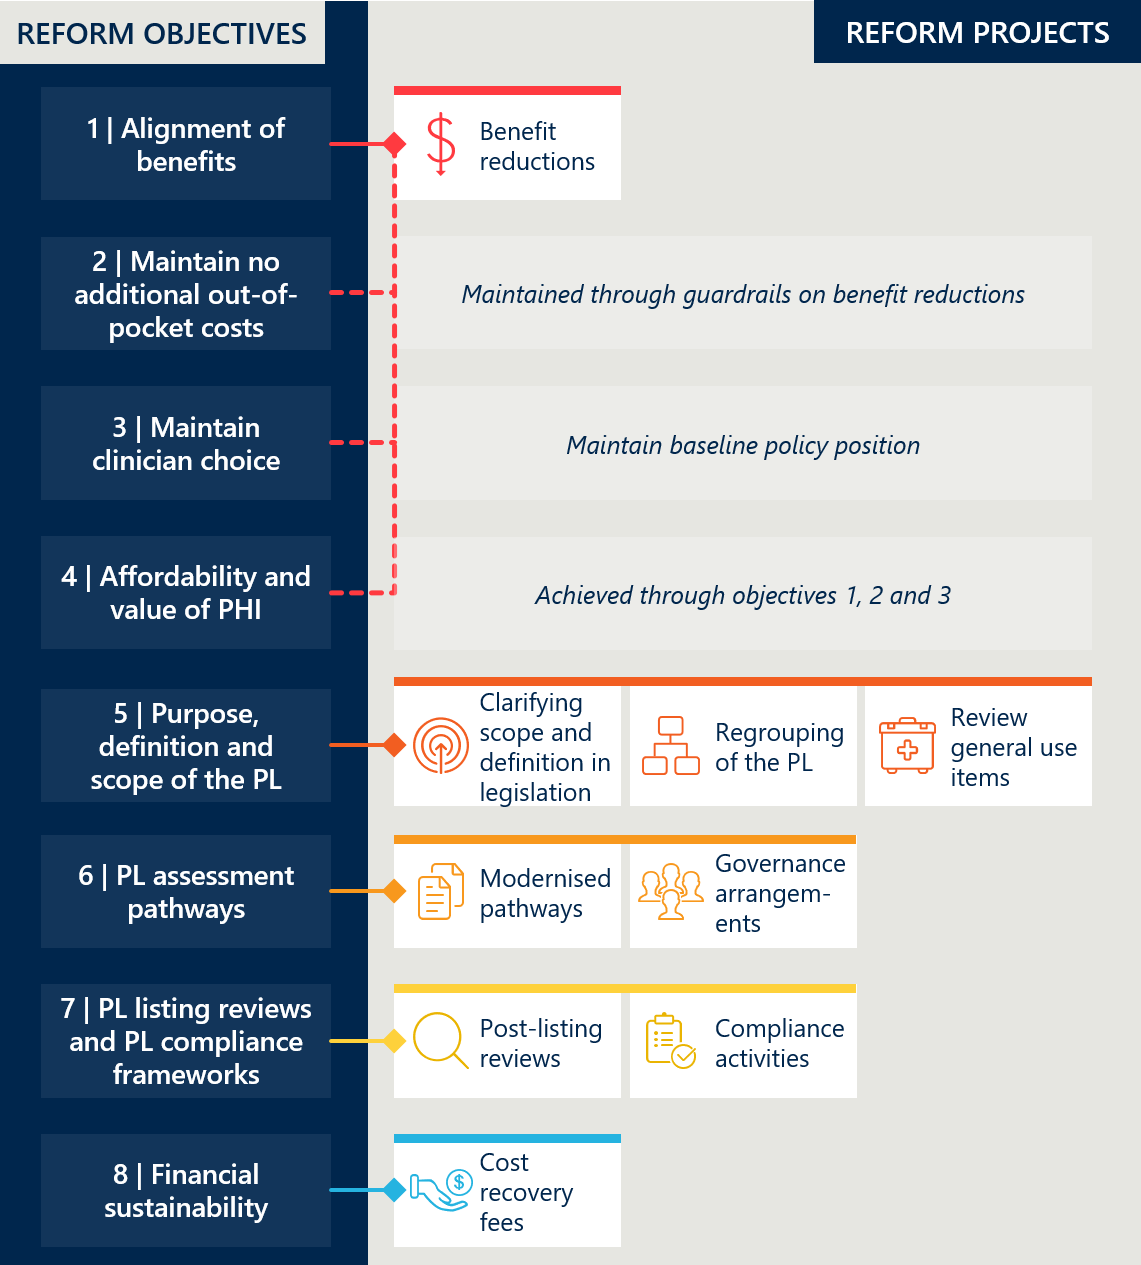 REFORM OBJECTIVES
REFORM PROJECTS
1 | Alignment of
benefits
Benefit
reductions
2 | Maintain no
additional out-of-
pocket costs
Maintained through guardrails on benefit reductions
3 | Maintain
clinician choice
Maintain baseline policy position
4 | Affordability and
value of PHI
Achieved through objectives 1, 2 and 3
5 | Purpose,
definition and
scope of the PL
Clarifying
scope and
definition in
legislation
Regrouping
of the PL
Review
general use
items
6 | PL assessment
pathways
Modernised
pathways
Governance
arrangem-
ents
7 | PL listing reviews
and PL compliance
frameworks
Post-listing
reviews
Compliance
activities
8 | Financial
sustainability
$
Cost
recovery
fees